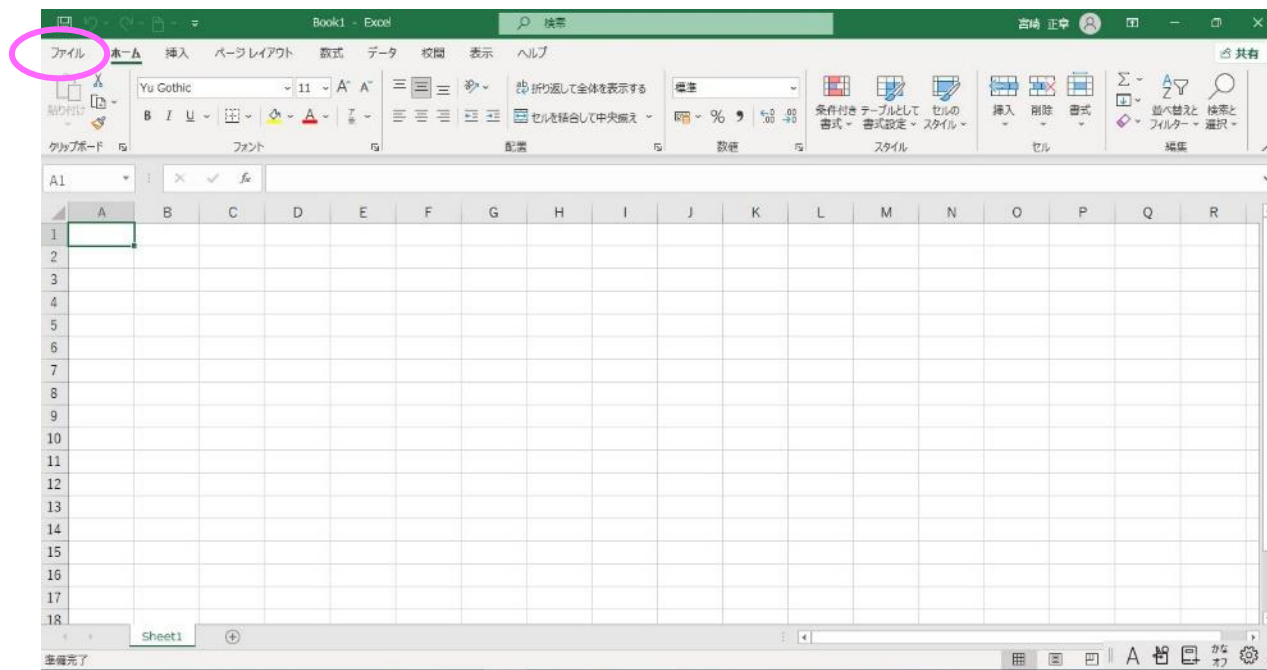 Book1 - Excel
検索
宮崎 正幸
ファイル ホーム 挿入 ページ レイアウト 数式 データ 校閲 表示 ヘルプ
共有
Yu Gothic 11 A A
折り返して全体を表示する
標準
貼り付け
B I U
A
セルを結合して中央揃え
%
条件付き書式
テーブルとして書式設定
セルのスタイル
挿入 削除 書式
並べ替えとフィルター
検索と選択
クリップボード フォント 配置 数値 スタイル セル 編集
A1 fx
A B C D E F G H I J K L M N O P Q R
1
2
3
4
5
6
7
8
9
10
11
12
13
14
15
16
17
18
Sheet1
準備完了
A
かな
オフ